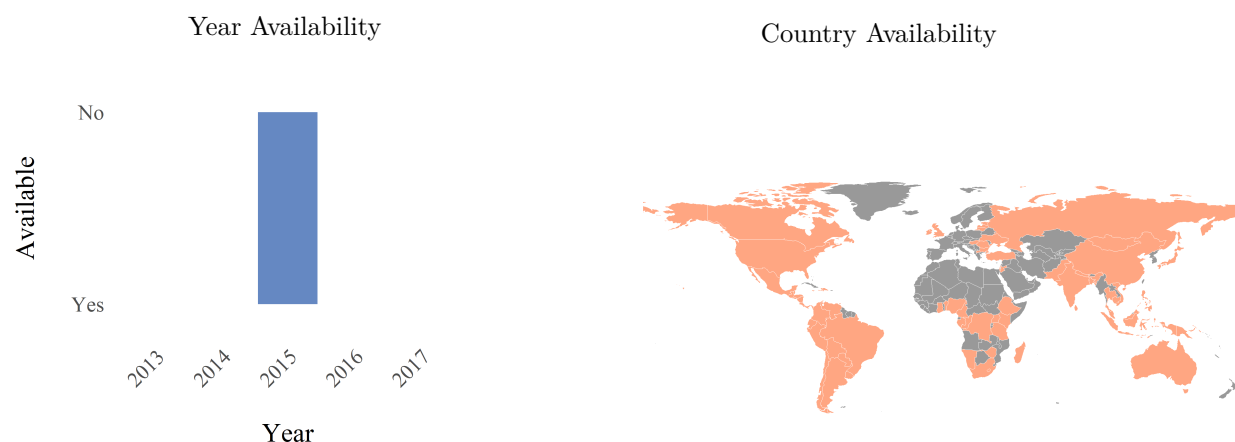 Year Availability
No
Yes
Available
2013
2014
2015
2016
2017
Year
Country Availability